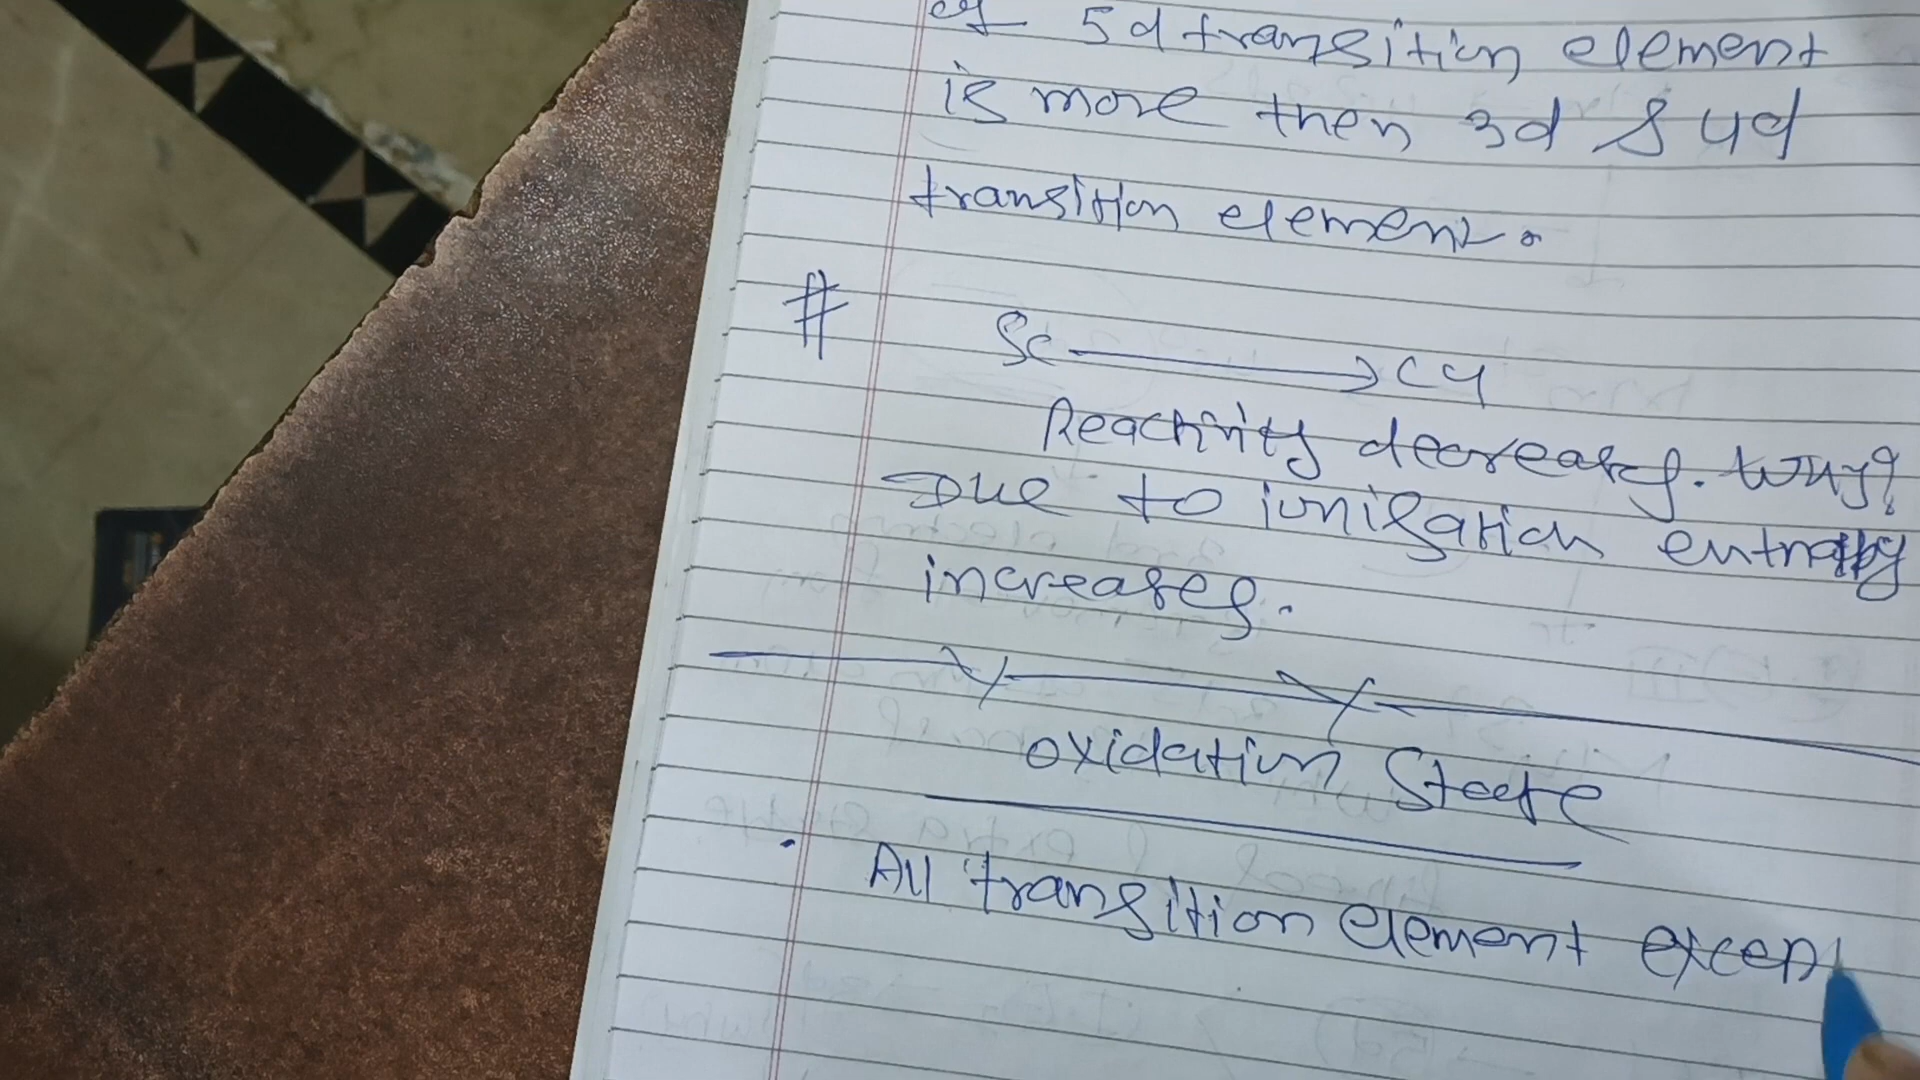 of 5d transition element
is more then 3d & 4d
transition element.
# Sc → Cu
Reactivity decreases. Why?
Due to ionisation
increases.
oxidation State
. All transition element excep